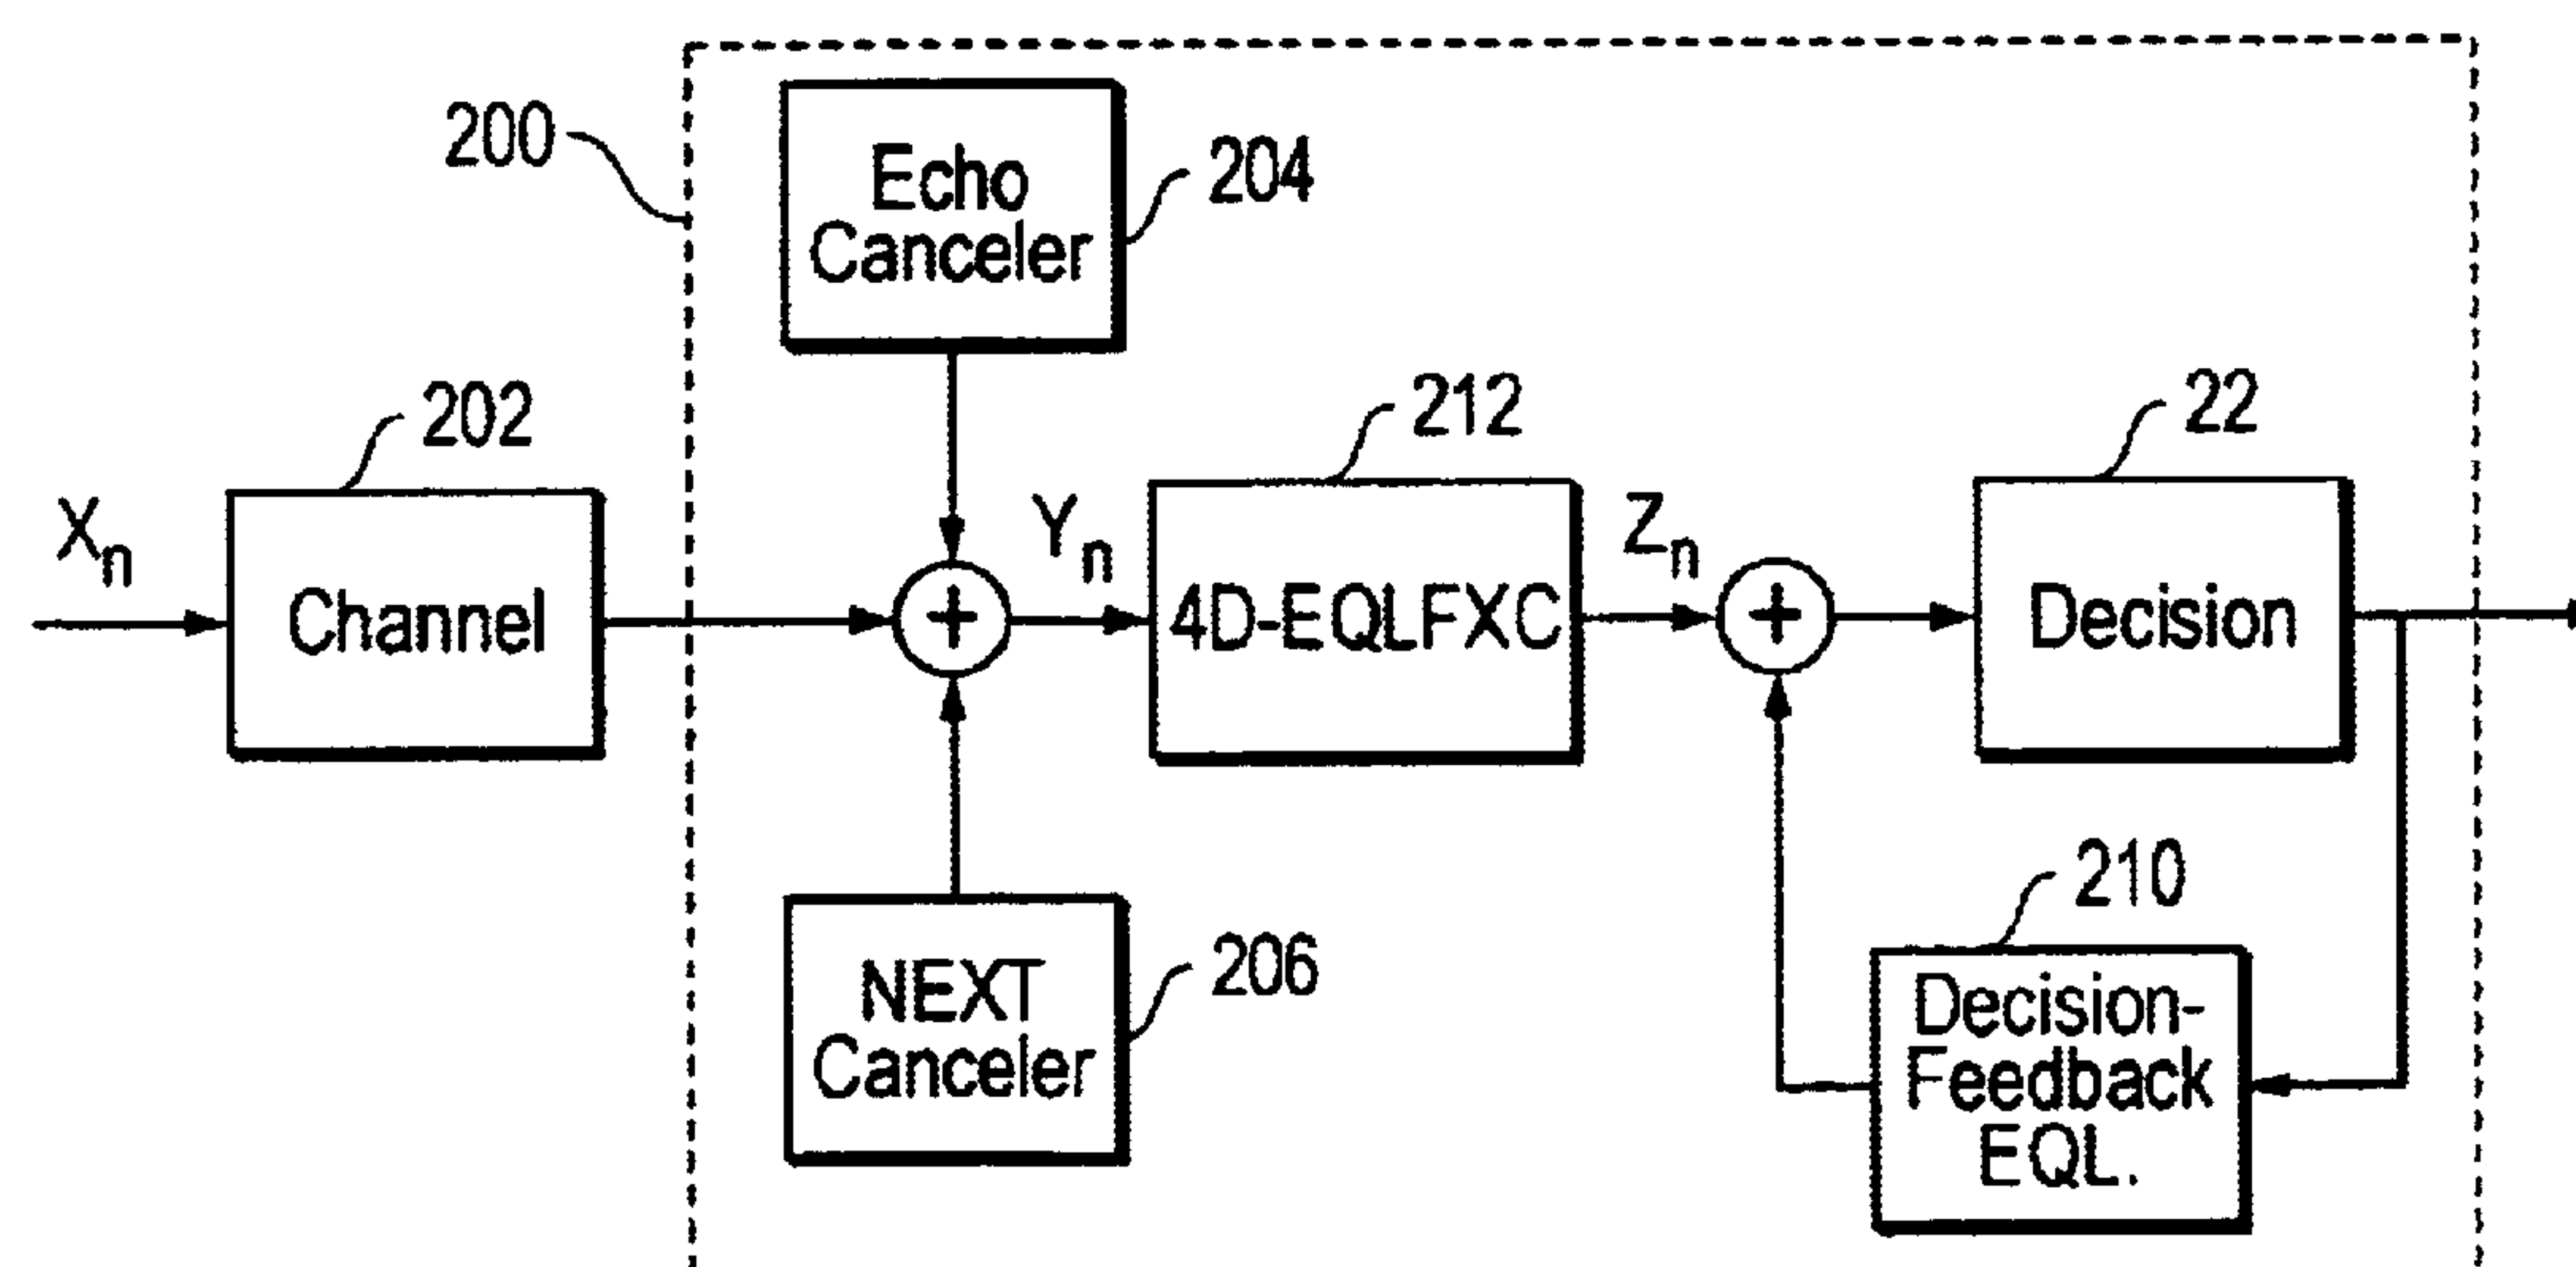 200
Echo
Canceler
204
202
212
22
Xn
Yn
Zn
Channel
+
4D-EQLFXC
+
Decision
210
NEXT
Canceler
206
Decision-
Feedback
EQL.